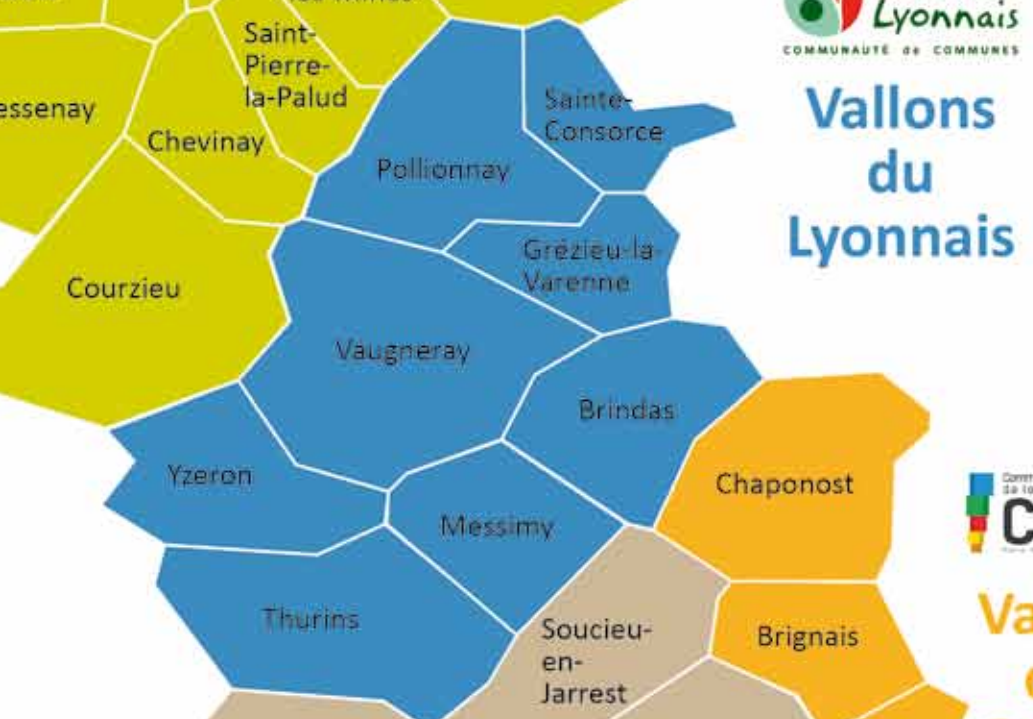 Lyonnais
COMMUNAUTÉ de COMMUNES
Vallons
du
Lyonnais
Saint-
Pierre-
la-Palud
Chevinay
Sainte-
Consorce
Pollionnay
Grézieu-la-
Varenne
Courzieu
Vaugneray
Brindas
Yzeron
Chaponost
Messimy
Thurins
Soucieu-
en-
Jarrest
Brignais